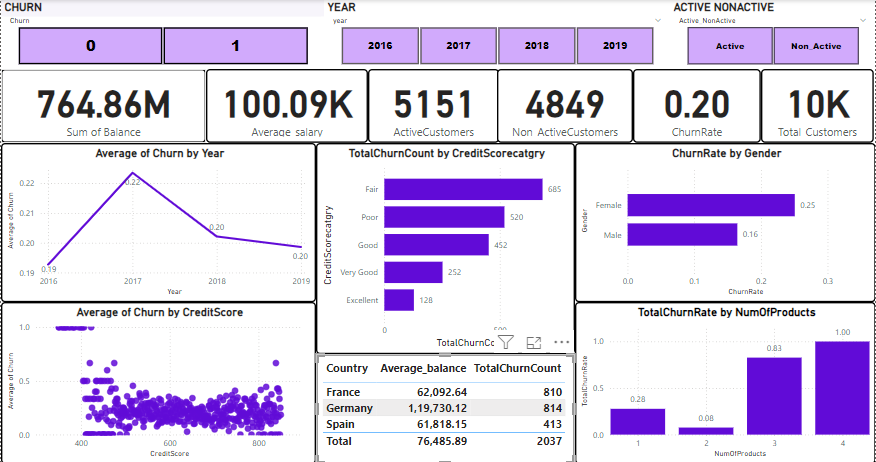 CHURN
Churn
0 1
YEAR
year
2016 2017 2018 2019
ACTIVE NONACTIVE
Active_NonActive
Active Non_Active
764.86M
Sum of Balance
100.09K
Average_salary
5151
ActiveCustomers
4849
Non_ActiveCustomers
0.20
ChurnRate
10K
Total_Customers
Average of Churn by Year
Average of Churn
0.22
0.21
0.20
0.19
0.19
0.22
0.20
0.20
2016 2017 2018 2019
Year
TotalChurnCount by CreditScorecatgry
CreditScorecatgry
Fair 685
Poor 520
Good 452
Very Good 252
Excellent 128
0
TotalChurnCc
ChurnRate by Gender
Gender
Female 0.25
Male 0.16
0.0 0.1 0.2 0.3
ChurnRate
Average of Churn by CreditScore
Average of Churn
1.0
0.5
0.0
400 600 800
CreditScore
Country Average_balance TotalChurnCount
France 62,092.64 810
Germany 1,19,730.12 814
Spain 61,818.15 413
Total 76,485.89 2037
TotalChurnRate by NumOfProducts
TotalChurnRate
1.0
0.5
0.0
0.28
0.08
0.83
1.00
1 2 3 4
NumOfProducts